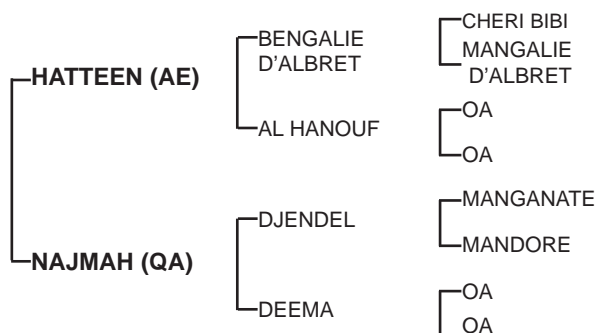 HATTEEN (AE)
BENGALIE
D'ALBRET
CHERI BIBI
MANGALIE
D'ALBRET
AL HANOUF
OA
OA
NAJMAH (QA)
DJENDEL
MANGANATE
MANDORE
DEEMA
OA
OA